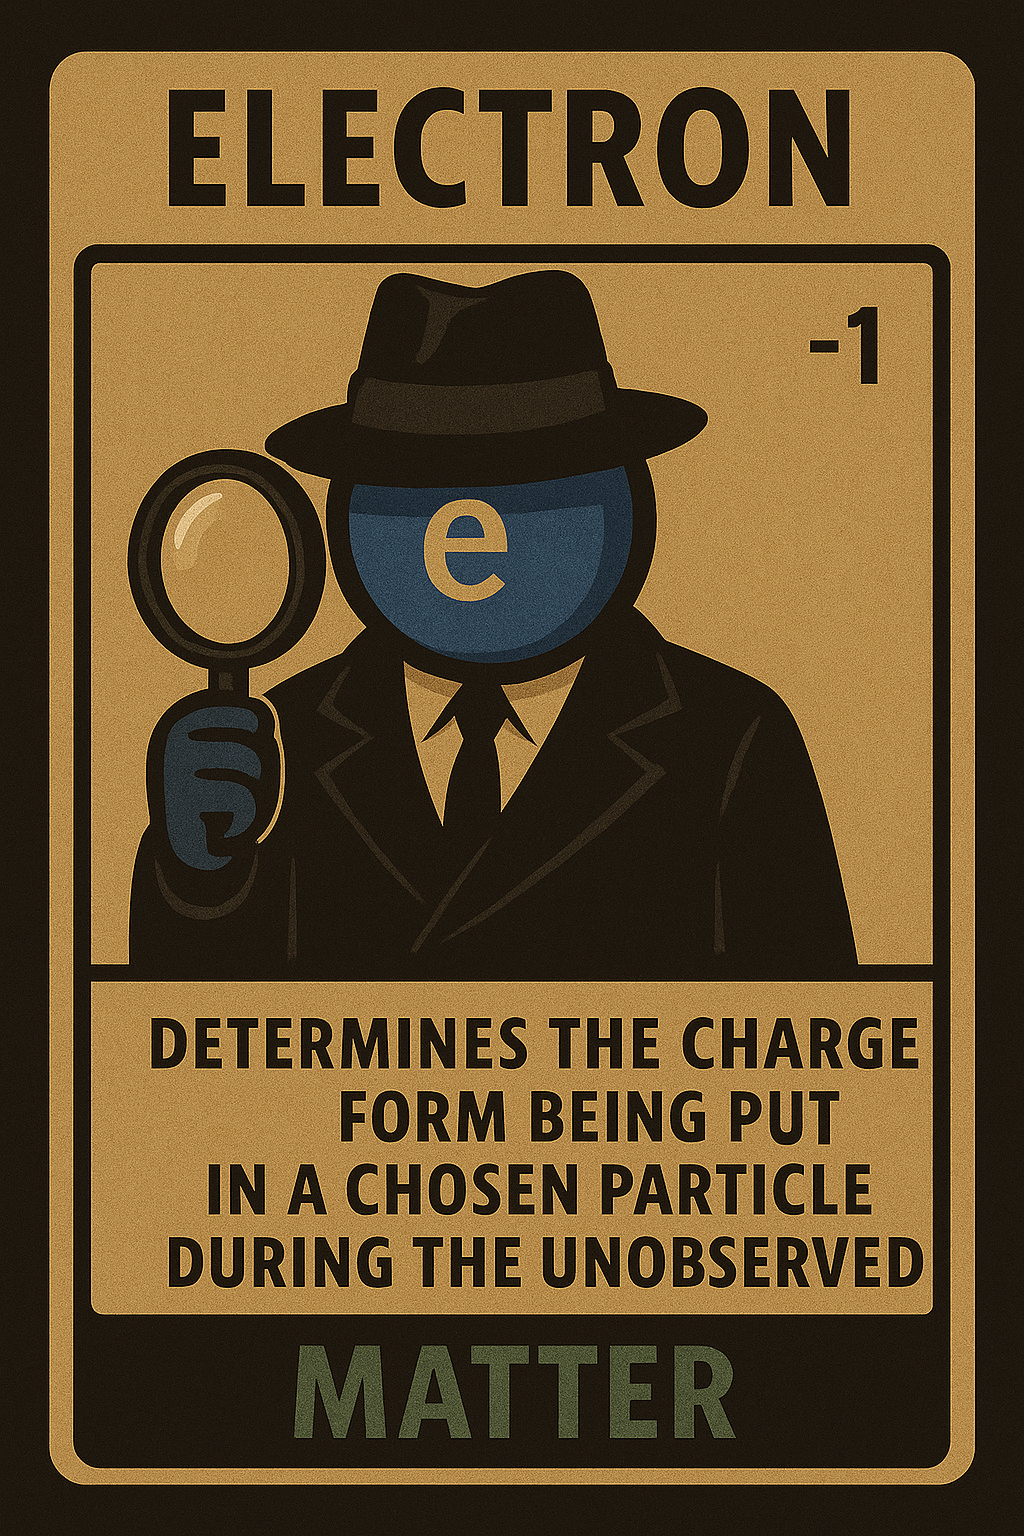 ELECTRON
-1
e
DETERMINES THE CHARGE
FORM BEING PUT
IN A CHOSEN PARTICLE
DURING THE UNOBSERVED
MATTER